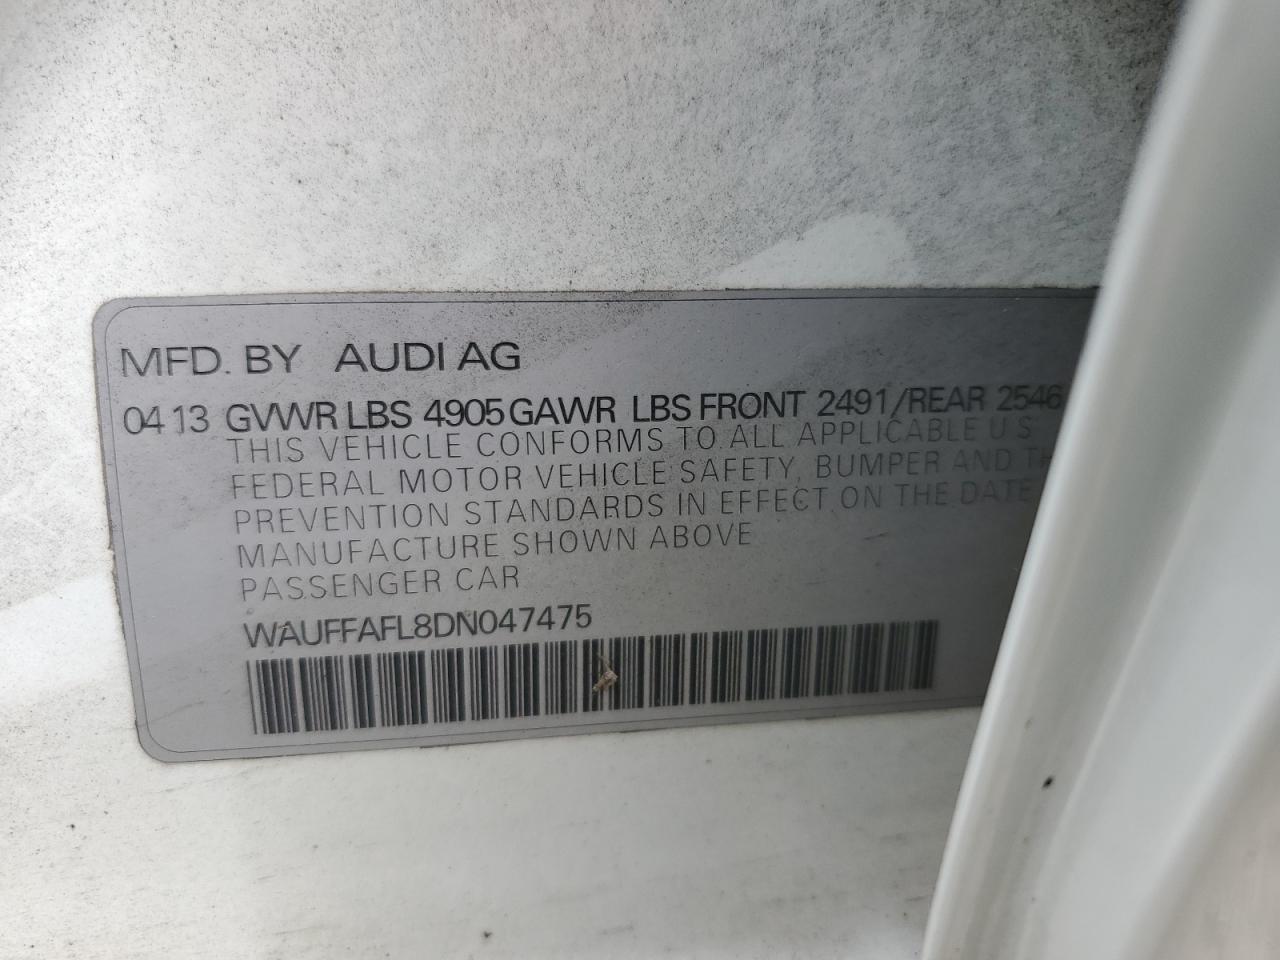 MFD. BY AUDI AG
04 13 GVWR LBS 4905 GAWR LBS FRONT 2491/REAR 2546
THIS VEHICLE CONFORMS TO ALL APPLICABLE U S
FEDERAL MOTOR VEHICLE SAFETY, BUMPER AND
PREVENTION STANDARDS IN EFFECT ON THE DATE
MANUFACTURE SHOWN ABOVE
PASSENGER CAR
WAUFFAFL8DN047475